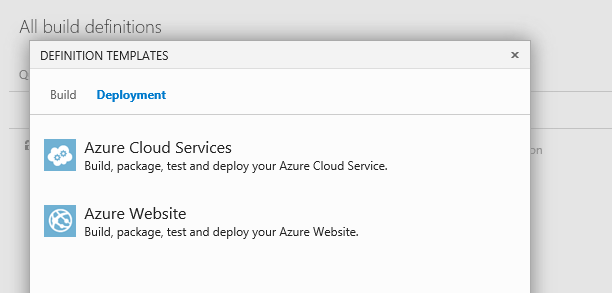 All build definitions
DEFINITION TEMPLATES
Q
Build Deployment
Azure Cloud Services
Build, package, test and deploy your Azure Cloud Service.
on
Azure Website
Build, package, test and deploy your Azure Website.